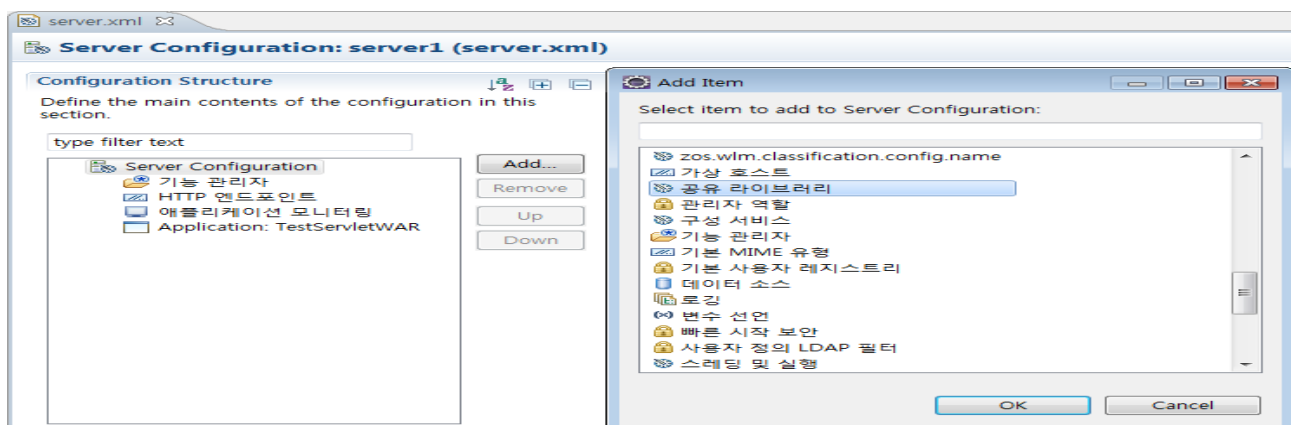 server.xml
Server Configuration: server1 (server.xml)
Configuration Structure
Define the main contents of the configuration in this
section.
type filter text
Server Configuration
기능 관리자
HTTP 엔드포인트
애플리케이션 모니터링
Application: TestServletWAR
Add...
Remove
Up
Down
Add Item
Select item to add to Server Configuration:
zos.wlm.classification.config.name
가상 호스트
공유 라이브러리
관리자 역할
구성 서비스
기능 관리자
기본 MIME 유형
기본 사용자 레지스트리
데이터 소스
로깅
변수 선언
빠른 시작 보안
사용자 정의 LDAP 필터
스레딩 및 실행
OK
Cancel